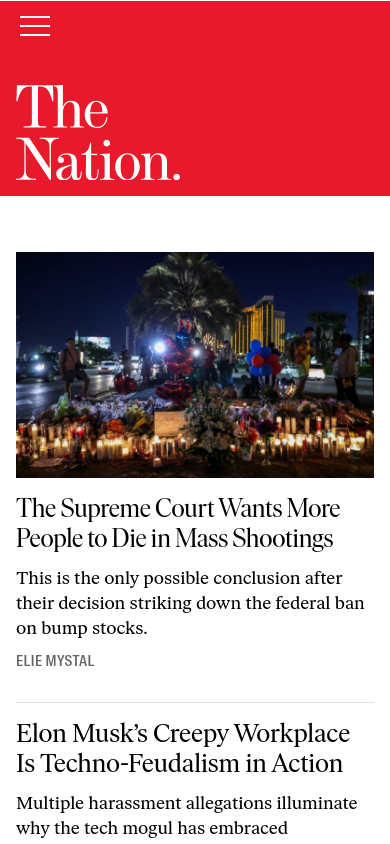 The
Nation.
The Supreme Court Wants More
People to Die in Mass Shootings
This is the only possible conclusion after
their decision striking down the federal ban
on bump stocks.
ELIE MYSTAL
Elon Musk’s Creepy Workplace
Is Techno-Feudalism in Action
Multiple harassment allegations illuminate
why the tech mogul has embraced